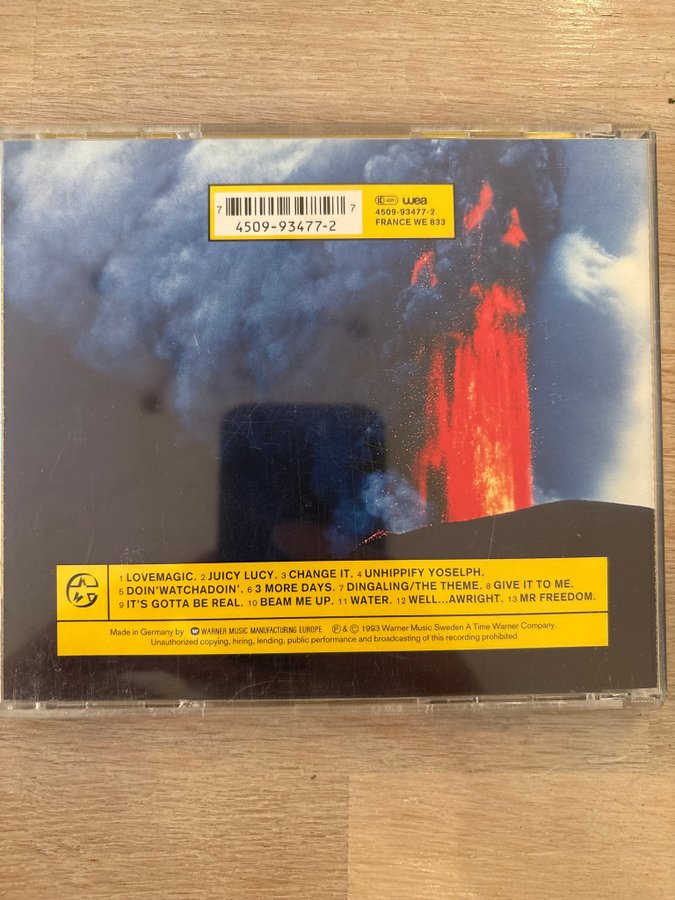 7 7
4509-93477-2
wea
4509-93477-2
FRANCE WE 833
1 LOVEMAGIC. 2 JUICY LUCY. 3 CHANGE IT. 4 UNHIPPIFY YOSELPH.
5 DOIN'WATCHADOIN'. 6 3 MORE DAYS. 7 DINGALING/THE THEME. 8 GIVE IT TO ME.
9 IT'S GOTTA BE REAL. 10 BEAM ME UP. 11 WATER. 12 WELL...AWRIGHT. 13 MR FREEDOM.
Made in Germany by WARNER MUSIC MANUFACTURING EUROPE ℗ & © 1993 Warner Music Sweden A Time Warner Company.
Unauthorized copying, hiring, lending, public performance and broadcasting of this recording prohibited